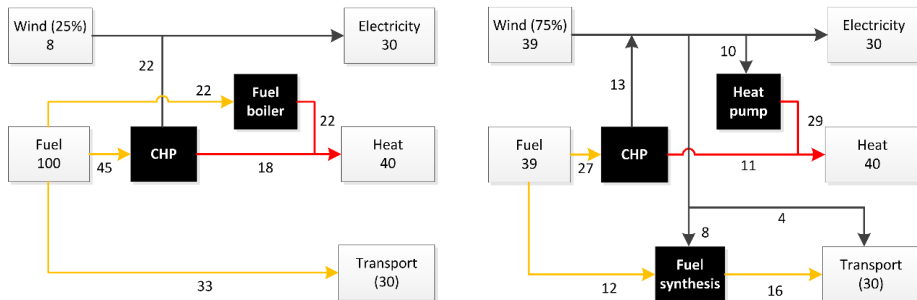 Wind (25%)
8
Electricity
30
22
22
Fuel
boiler
22
Fuel
100
45
CHP
18
Heat
40
33
Transport
(30)
Wind (75%)
39
Electricity
30
10
13
Heat
pump
29
Fuel
39
27
CHP
11
Heat
40
4
8
12
Fuel
synthesis
16
Transport
(30)